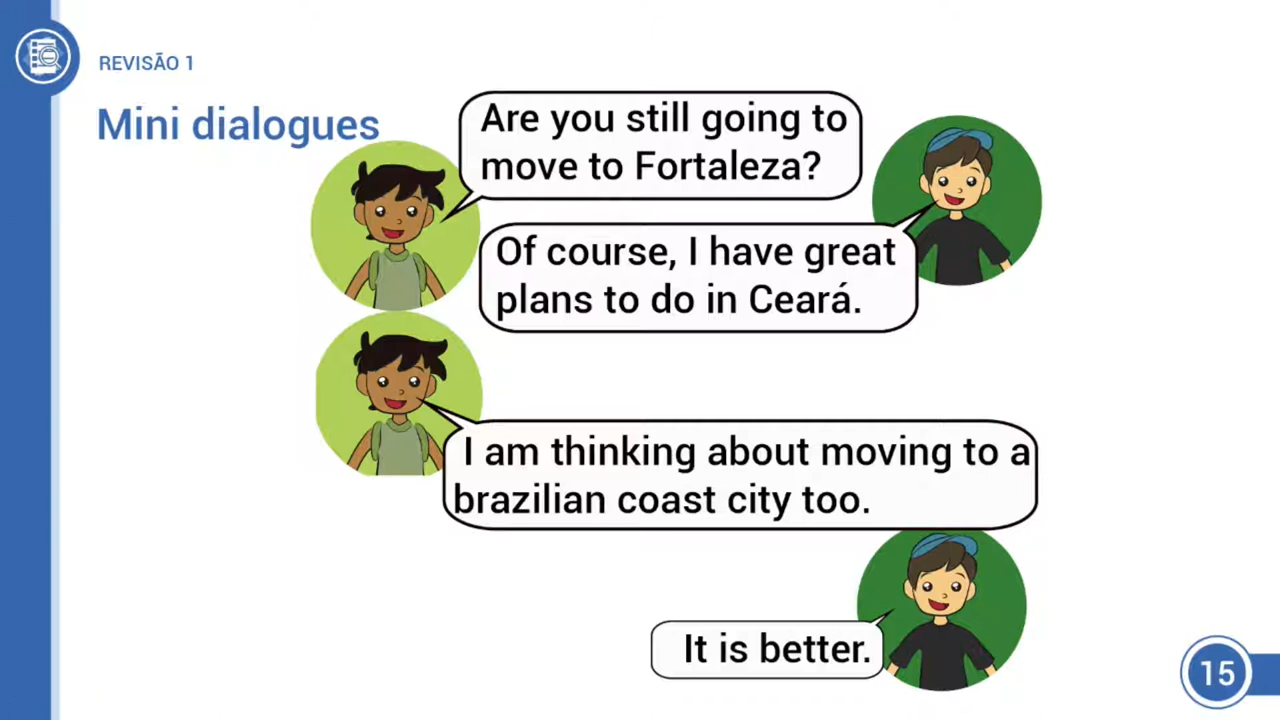 REVISÃO 1
Mini dialogues
Are you still going to
move to Fortaleza?
Of course, I have great
plans to do in Ceará.
I am thinking about moving to a
brazilian coast city too.
It is better.
15